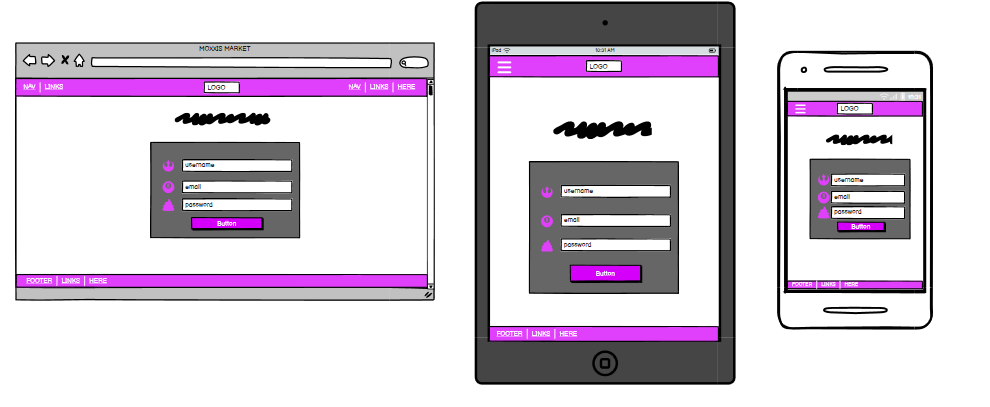 MOXXIS MARKET
NAV | LINKS
LOGO
NAV | LINKS | HERE
username
email
password
Button
FOOTER | LINKS | HERE
iPad
10:31 AM
LOGO
username
email
password
Button
FOOTER | LINKS | HERE
LOGO
username
email
password
Button
FOOTER | LINKS | HERE